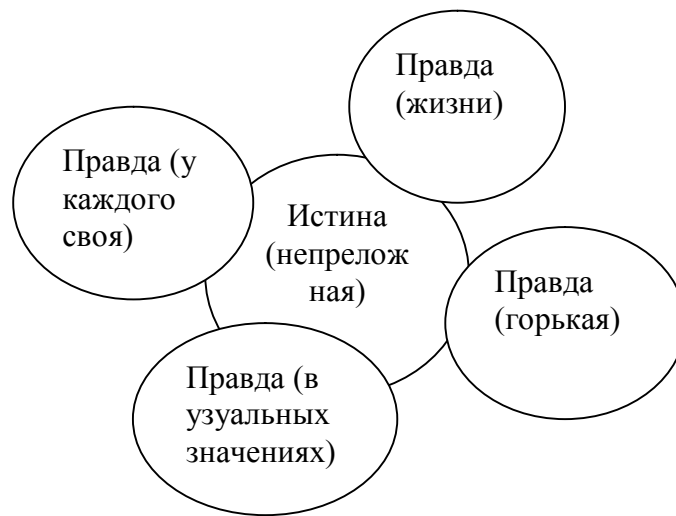 Правда
(жизни)
Правда (у
каждого
своя)
Истина
(непрелож
ная)
Правда
(горькая)
Правда (в
узуальных
значениях)